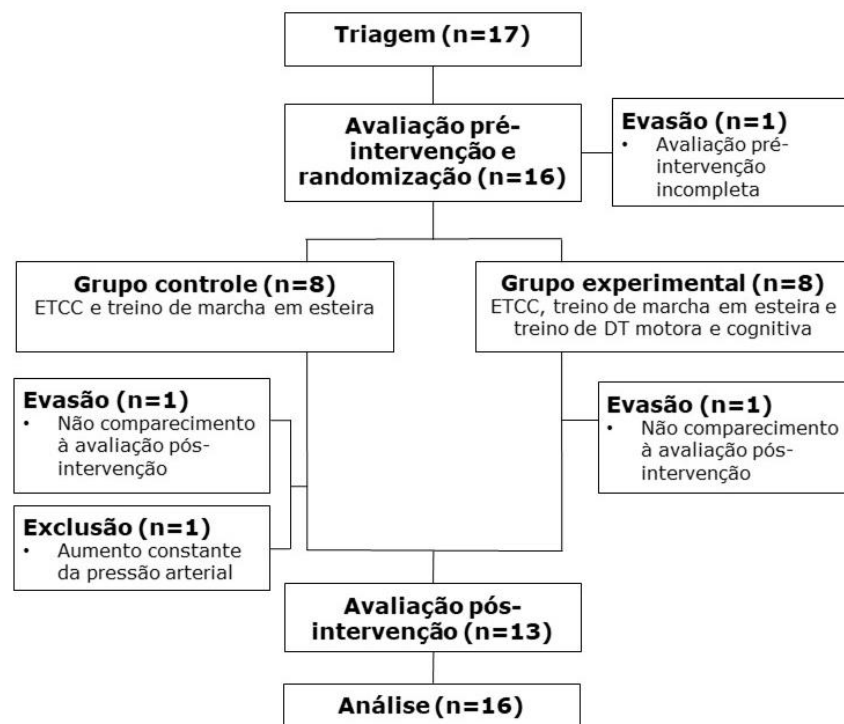 Triagem (n=17)
Avaliação pré-
intervenção e
randomização (n=16)
Evasão (n=1)
• Avaliação pré-
intervenção
incompleta
Grupo controle (n=8)
ETCC e treino de marcha em esteira
Grupo experimental (n=8)
ETCC, treino de marcha em esteira e
treino de DT motora e cognitiva
Evasão (n=1)
• Não comparecimento
à avaliação pós-
intervenção
Exclusão (n=1)
• Aumento constante
da pressão arterial
Evasão (n=1)
• Não comparecimento
à avaliação pós-
intervenção
Avaliação pós-
intervenção (n=13)
Análise (n=16)